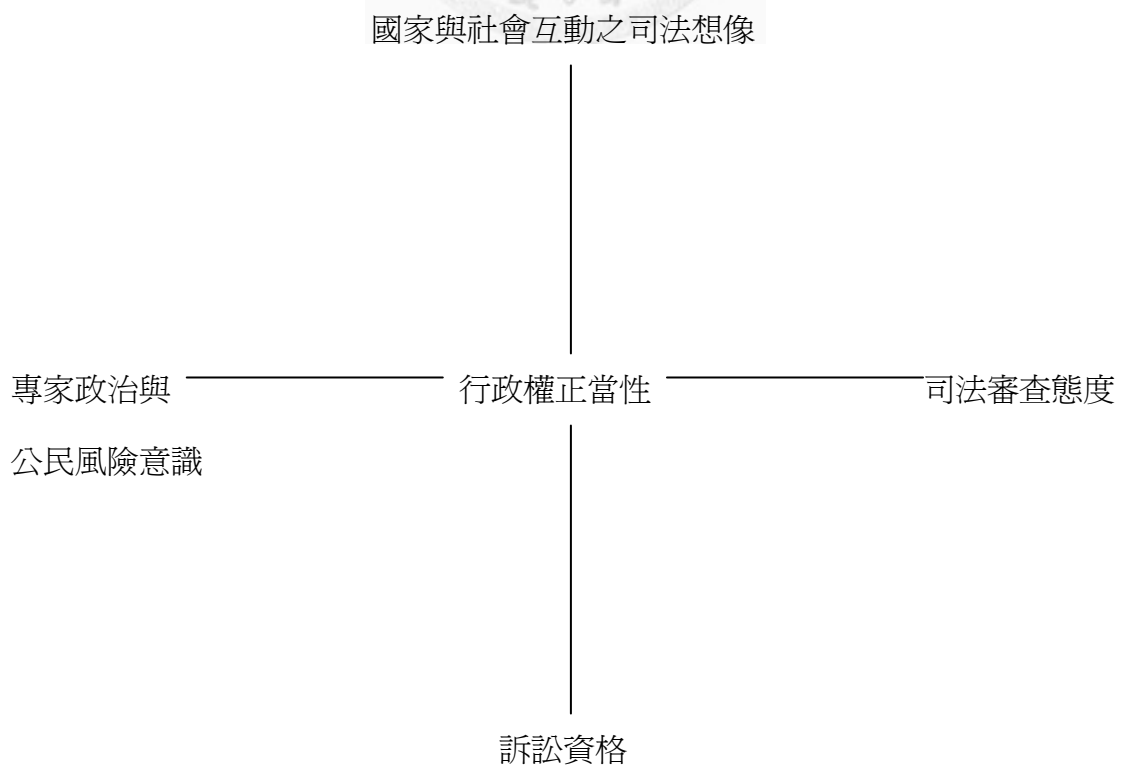 國家與社會互動之司法想像
專家政治與
公民風險意識
行政權正當性
司法審查態度
訴訟資格